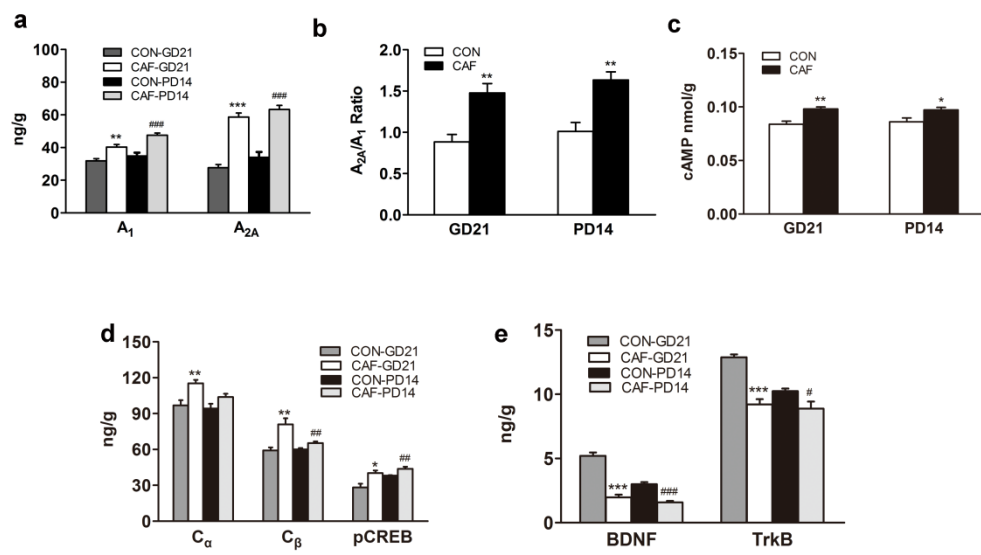 a
CON-GD21
CAF-GD21
CON-PD14
CAF-PD14
ng/g
100
80
60
40
20
0
**
###
***
###
A1
A2A
b
CON
CAF
A2A/A1 Ratio
2.0
1.5
1.0
0.5
0.0
**
**
GD21
PD14
c
CON
CAF
cAMP nmol/g
0.15
0.10
0.05
0.00
**
*
GD21
PD14
d
CON-GD21
CAF-GD21
CON-PD14
CAF-PD14
ng/g
150
120
90
60
30
0
**
**
##
*
##
Cα
Cβ
pCREB
e
CON-GD21
CAF-GD21
CON-PD14
CAF-PD14
ng/g
15
10
5
0
***
###
***
#
BDNF
TrkB